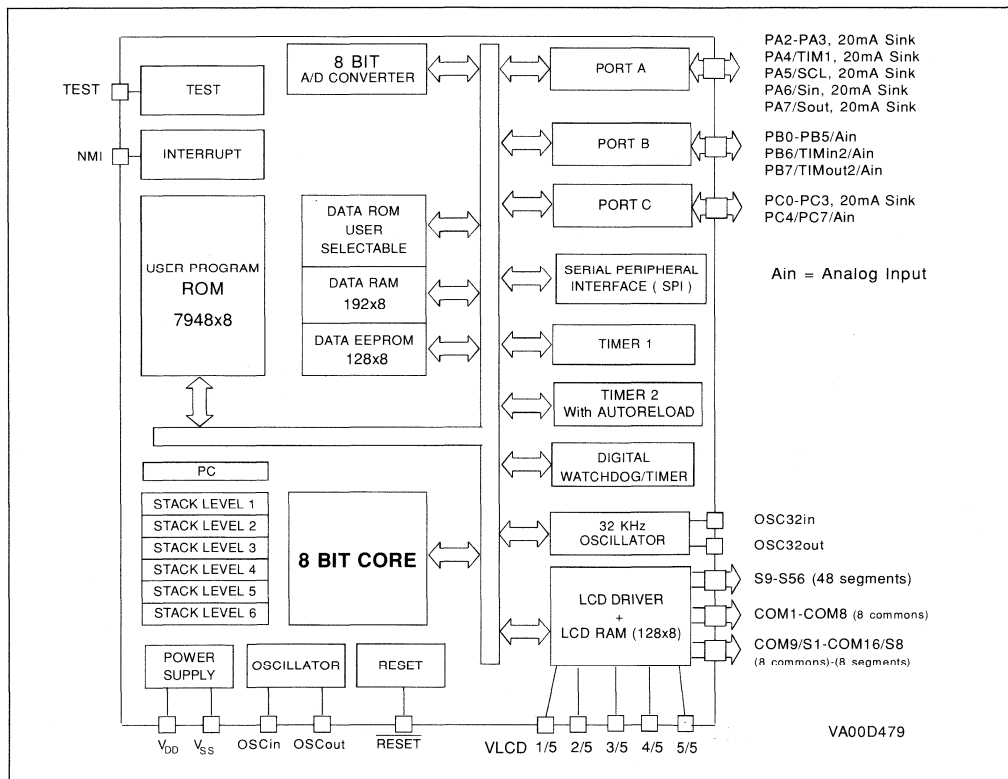 8 BIT
A/D CONVERTER
PORT A
PA2-PA3, 20mA Sink
PA4/TIM1, 20mA Sink
PA5/SCL, 20mA Sink
PA6/Sin, 20mA Sink
PA7/Sout, 20mA Sink
TEST
TEST
NMI
INTERRUPT
PORT B
PB0-PB5/Ain
PB6/TIMin2/Ain
PB7/TIMout2/Ain
PORT C
PC0-PC3, 20mA Sink
PC4/PC7/Ain
Ain = Analog Input
USER PROGRAM
ROM
7948x8
DATA ROM
USER
SELECTABLE
DATA RAM
192x8
DATA EEPROM
128x8
SERIAL PERIPHERAL
INTERFACE ( SPI )
TIMER 1
TIMER 2
With AUTORELOAD
DIGITAL
WATCHDOG/TIMER
PC
STACK LEVEL 1
STACK LEVEL 2
STACK LEVEL 3
STACK LEVEL 4
STACK LEVEL 5
STACK LEVEL 6
8 BIT CORE
32 KHz
OSCILLATOR
OSC32in
OSC32out
LCD DRIVER
+
LCD RAM (128x8)
S9-S56 (48 segments)
COM1-COM8 (8 commons)
COM9/S1-COM16/S8
(8 commons)-(8 segments)
POWER
SUPPLY
OSCILLATOR
RESET
VDD
VSS
OSCin
OSCout
RESET
VLCD 1/5 2/5 3/5 4/5 5/5
VA00D479